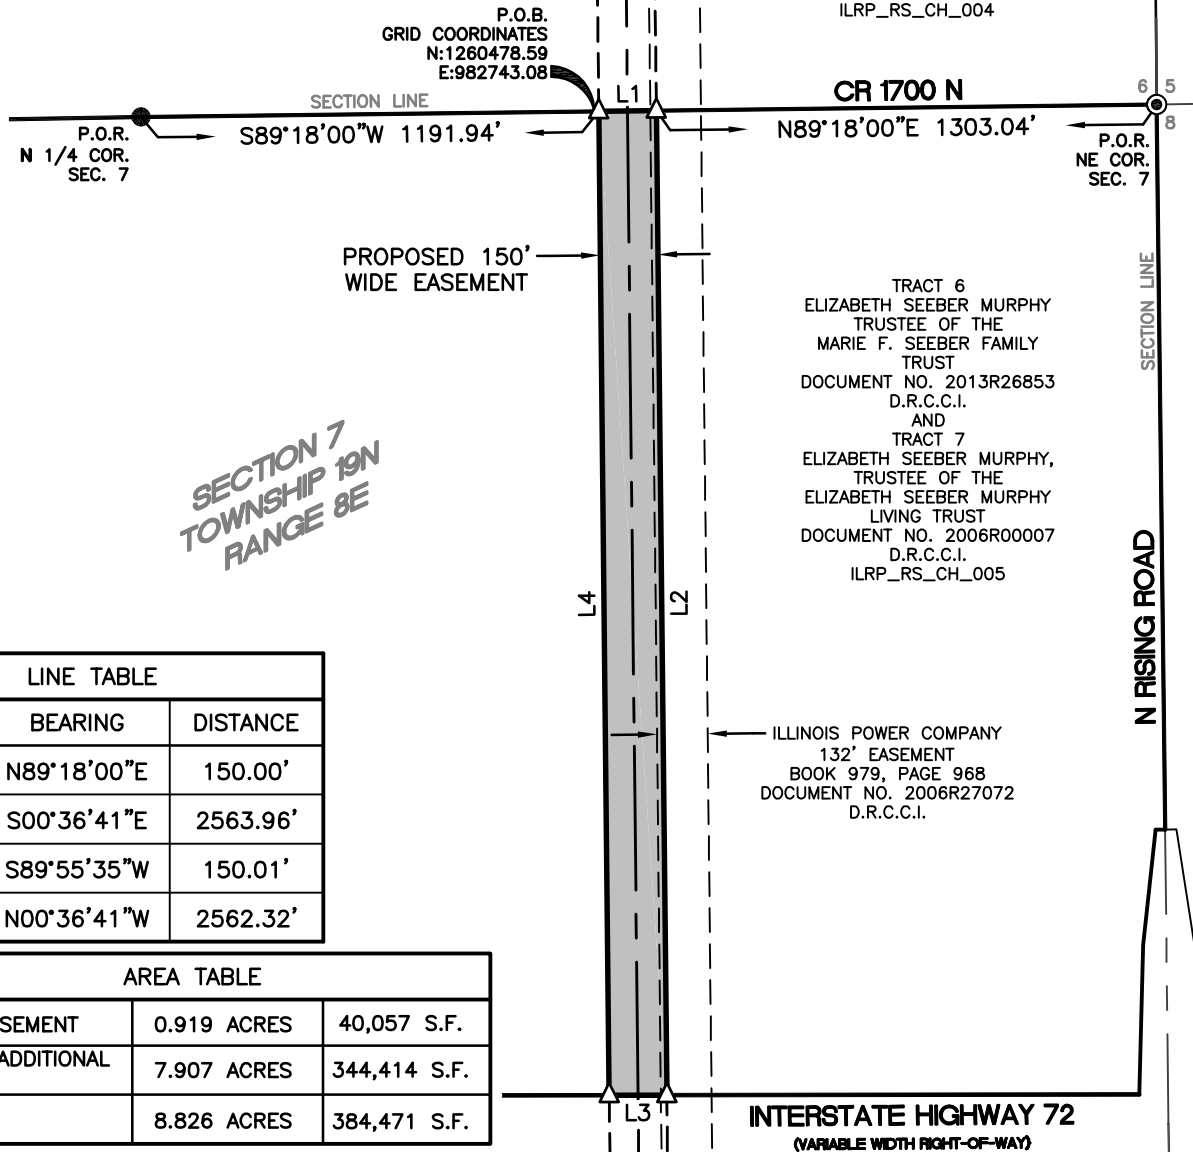 P.O.B.
GRID COORDINATES
N:1260478.59
E:982743.08
ILRP_RS_CH_004
SECTION LINE
L1
CR 1700 N
6 5
8
S89°18'00"W 1191.94'
N89°18'00"E 1303.04'
P.O.R.
N 1/4 COR.
SEC. 7
P.O.R.
NE COR.
SEC. 7
PROPOSED 150'
WIDE EASEMENT
SECTION LINE
TRACT 6
ELIZABETH SEEBER MURPHY
TRUSTEE OF THE
MARIE F. SEEBER FAMILY
TRUST
DOCUMENT NO. 2013R26853
D.R.C.C.I.
AND
TRACT 7
ELIZABETH SEEBER MURPHY,
TRUSTEE OF THE
ELIZABETH SEEBER MURPHY
LIVING TRUST
DOCUMENT NO. 2006R00007
D.R.C.C.I.
ILRP_RS_CH_005
SECTION 7
TOWNSHIP 19N
RANGE 8E
L4
L2
N RISING ROAD
LINE TABLE
BEARING DISTANCE
N89°18'00"E 150.00'
S00°36'41"E 2563.96'
S89°55'35"W 150.01'
N00°36'41"W 2562.32'
ILLINOIS POWER COMPANY
132' EASEMENT
BOOK 979, PAGE 968
DOCUMENT NO. 2006R27072
D.R.C.C.I.
AREA TABLE
SEMENT 0.919 ACRES 40,057 S.F.
ADDITIONAL 7.907 ACRES 344,414 S.F.
8.826 ACRES 384,471 S.F.
L3
INTERSTATE HIGHWAY 72
(VARIABLE WIDTH RIGHT-OF-WAY)